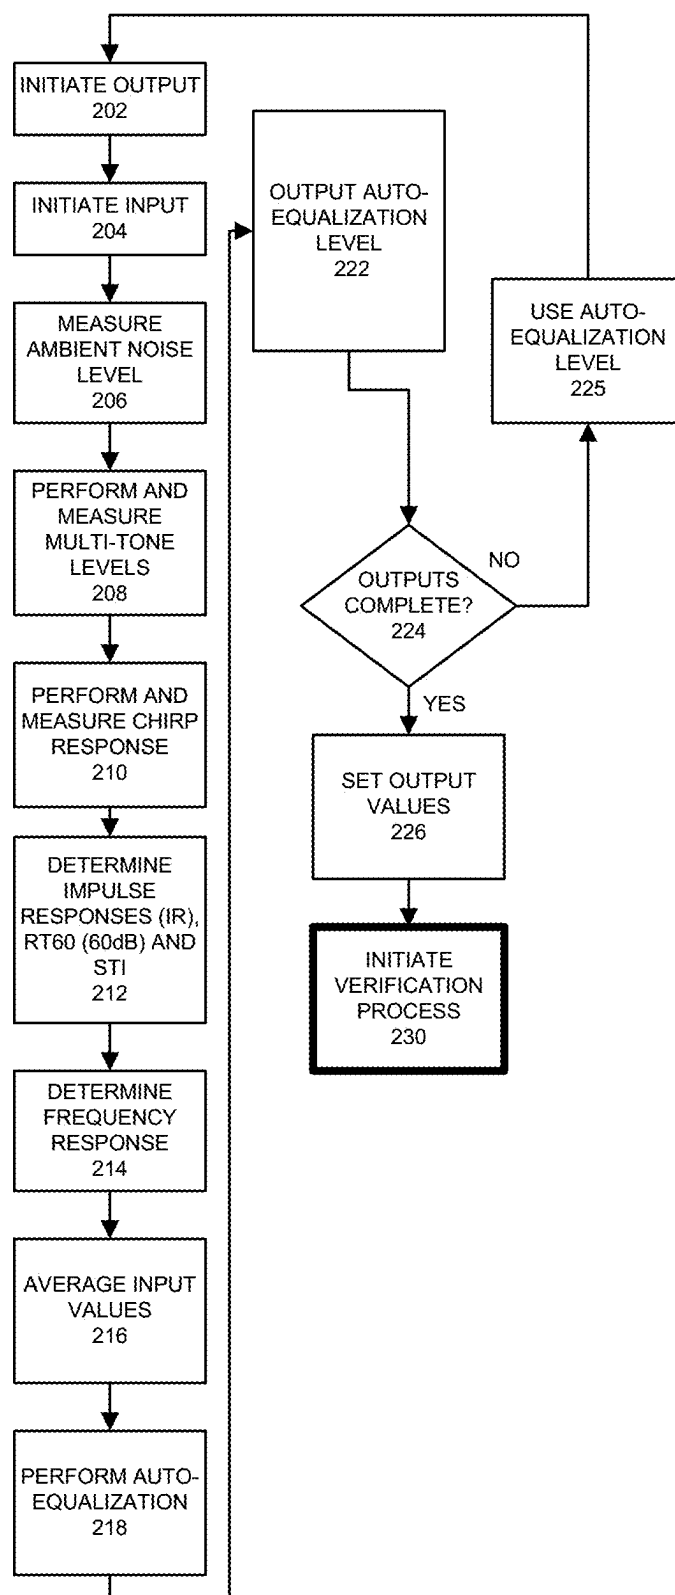 INITIATE OUTPUT
202
INITIATE INPUT
204
MEASURE
AMBIENT NOISE
LEVEL
206
PERFORM AND
MEASURE
MULTI-TONE
LEVELS
208
PERFORM AND
MEASURE CHIRP
RESPONSE
210
DETERMINE
IMPULSE
RESPONSES (IR),
RT60 (60dB) AND
STI
212
DETERMINE
FREQUENCY
RESPONSE
214
AVERAGE INPUT
VALUES
216
PERFORM AUTO-
EQUALIZATION
218
OUTPUT AUTO-
EQUALIZATION
LEVEL
222
OUTPUTS
COMPLETE?
224
NO
USE AUTO-
EQUALIZATION
LEVEL
225
YES
SET OUTPUT
VALUES
226
INITIATE
VERIFICATION
PROCESS
230